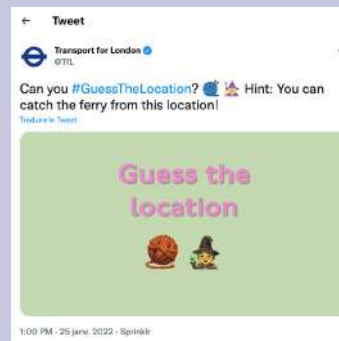 ← Tweet
Transport for London
@TfL
Can you #GuessTheLocation? 🧶 🧙‍♀️ Hint: You can
catch the ferry from this location!
Traduire le Tweet
Guess the
location
1:00 PM · 25 janv. 2022 · Sprinklr